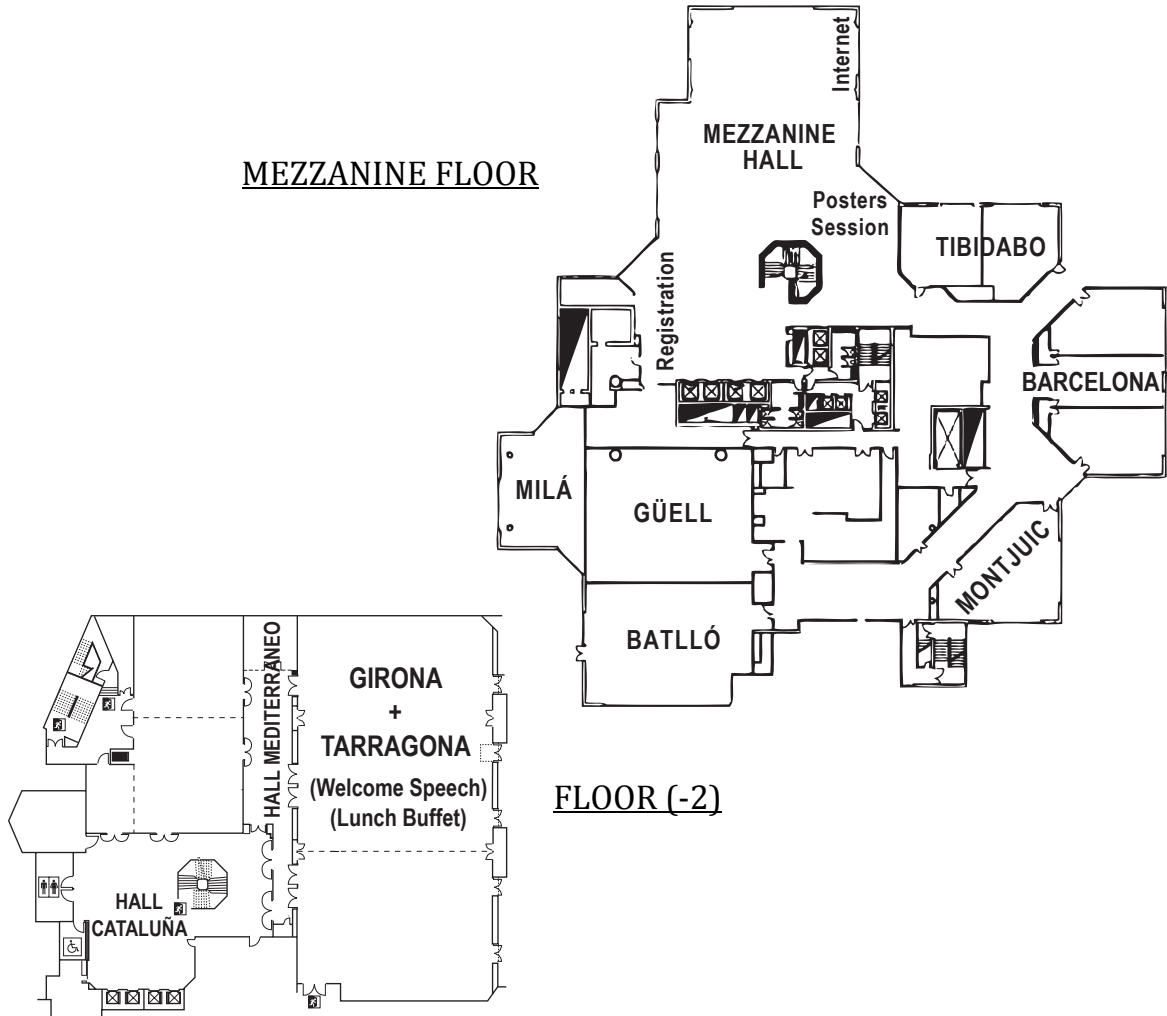 Internet
MEZZANINE
HALL
MEZZANINE FLOOR
Posters
Session
TIBIDABO
Registration
BARCELONA
MILÁ
GÜELL
MONTJUIC
BATLLÓ
HALL MEDITERRÁNEO
GIRONA
+
TARRAGONA
(Welcome Speech)
(Lunch Buffet)
FLOOR (-2)
HALL
CATALUÑA